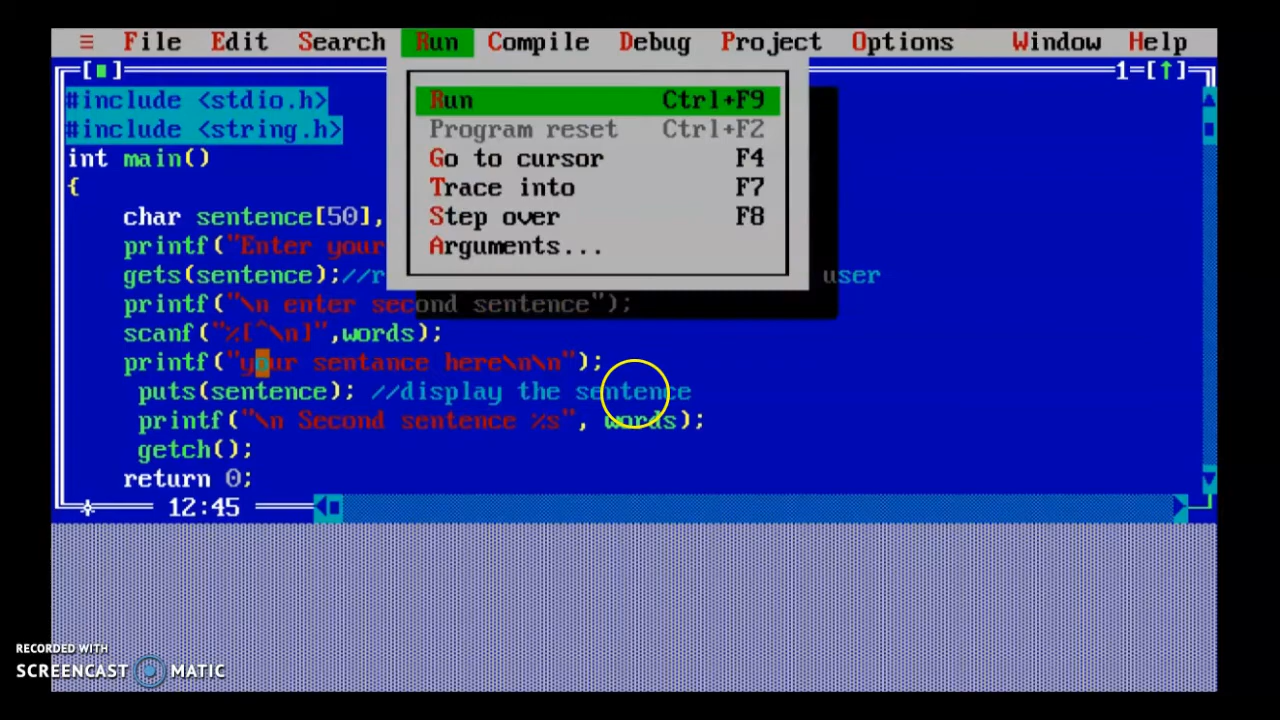 ≡ File Edit Search Run Compile Debug Project Options Window Help
[■] 1=[↑]
#include <stdio.h>
#include <string.h>
int main()
{
char sentence[50],
printf("Enter your
gets(sentence);//r user
printf("\n enter second sentence");
scanf("%[^\n]",words);
printf("your sentance here\n\n");
puts(sentence); //display the sentence
printf("\n Second sentence %s", words);
getch();
return 0;
12:45
Run Ctrl+F9
Program reset Ctrl+F2
Go to cursor F4
Trace into F7
Step over F8
Arguments...
RECORDED WITH
SCREENCAST MATIC